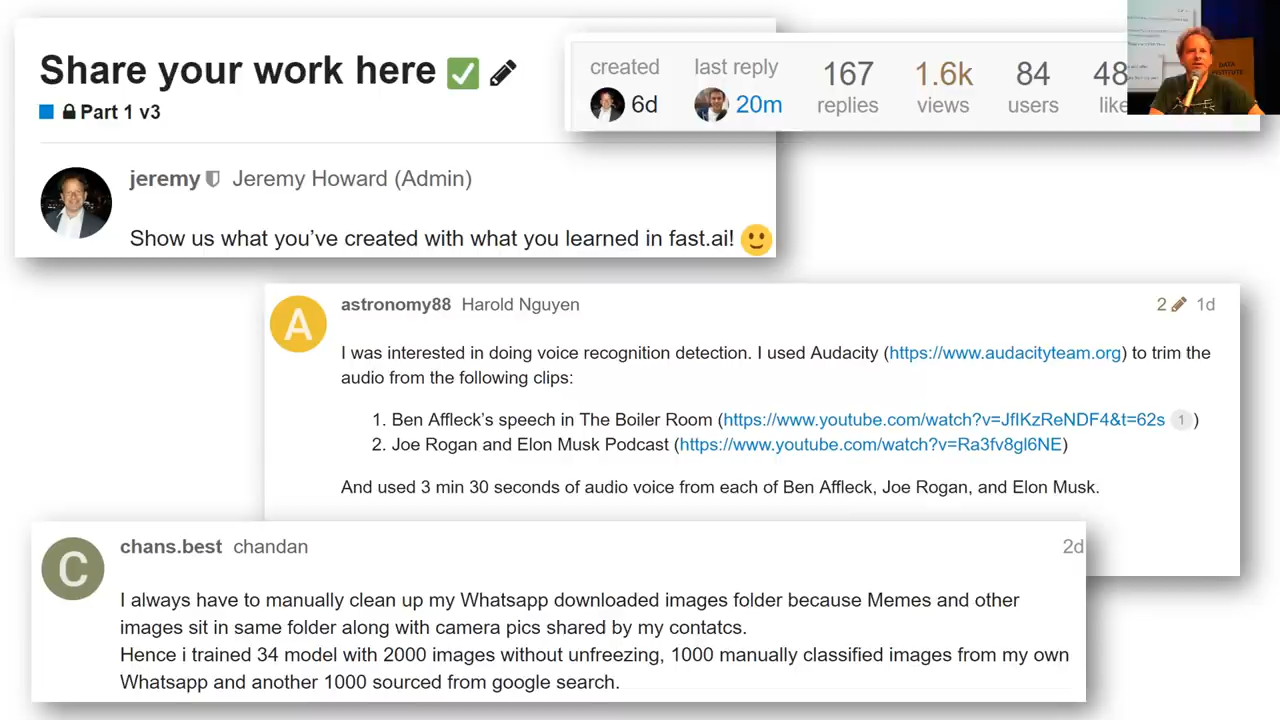 Share your work here
Part 1 v3
created
last reply
167
1.6k
84
48
6d
20m
replies
views
users
like
jeremy Jeremy Howard (Admin)
Show us what you've created with what you learned in fast.ai!
A
astronomy88 Harold Nguyen
2
1d
I was interested in doing voice recognition detection. I used Audacity (https://www.audacityteam.org) to trim the
audio from the following clips:
1. Ben Affleck's speech in The Boiler Room (https://www.youtube.com/watch?v=JflKzReNDF4&t=62s 1 )
2. Joe Rogan and Elon Musk Podcast (https://www.youtube.com/watch?v=Ra3fv8gl6NE)
And used 3 min 30 seconds of audio voice from each of Ben Affleck, Joe Rogan, and Elon Musk.
C
chans.best chandan
2d
I always have to manually clean up my Whatsapp downloaded images folder because Memes and other
images sit in same folder along with camera pics shared by my contatcs.
Hence i trained 34 model with 2000 images without unfreezing, 1000 manually classified images from my own
Whatsapp and another 1000 sourced from google search.
DATA
INSTITUTE